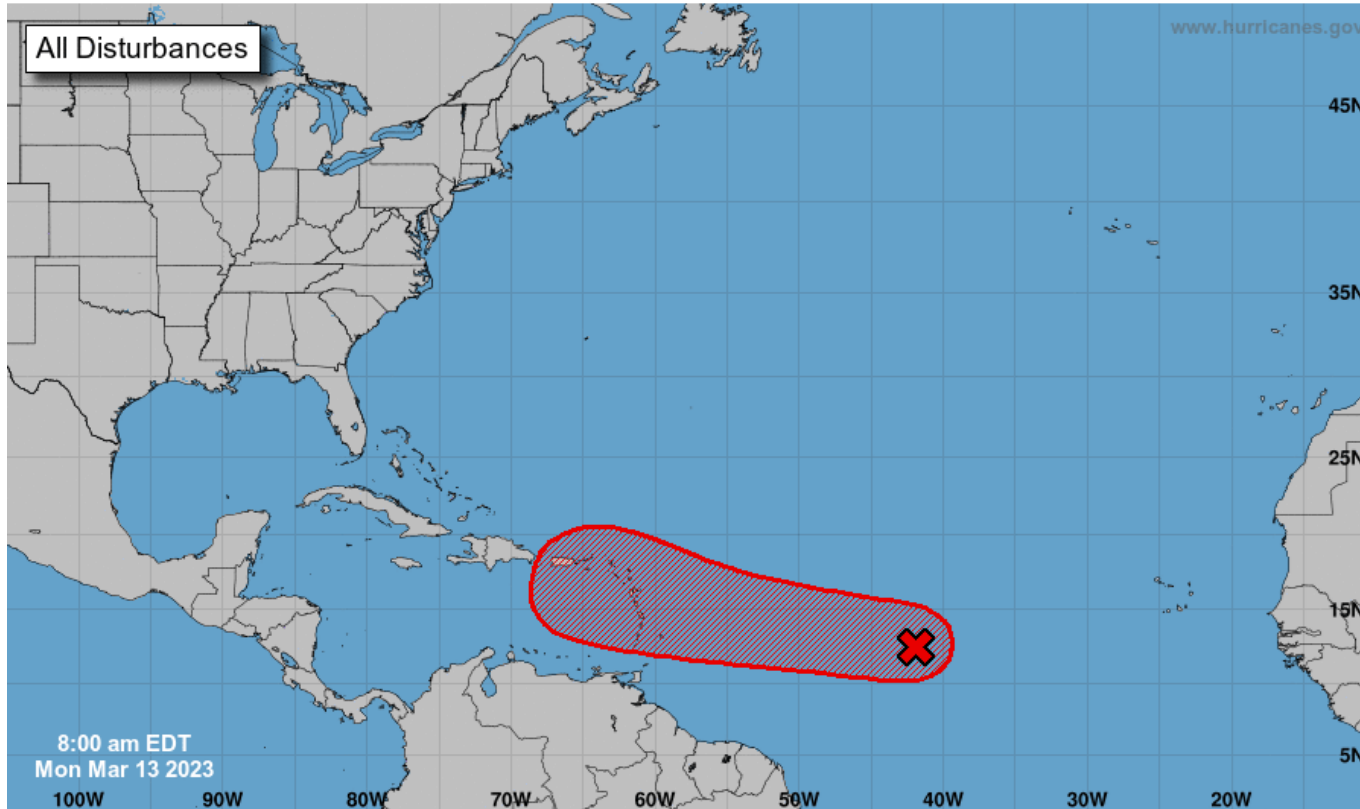 All Disturbances
www.hurricanes.gov
45N
35N
25N
15N
5N
8:00 am EDT
Mon Mar 13 2023
100W 90W 80W 70W 60W 50W 40W 30W 20W